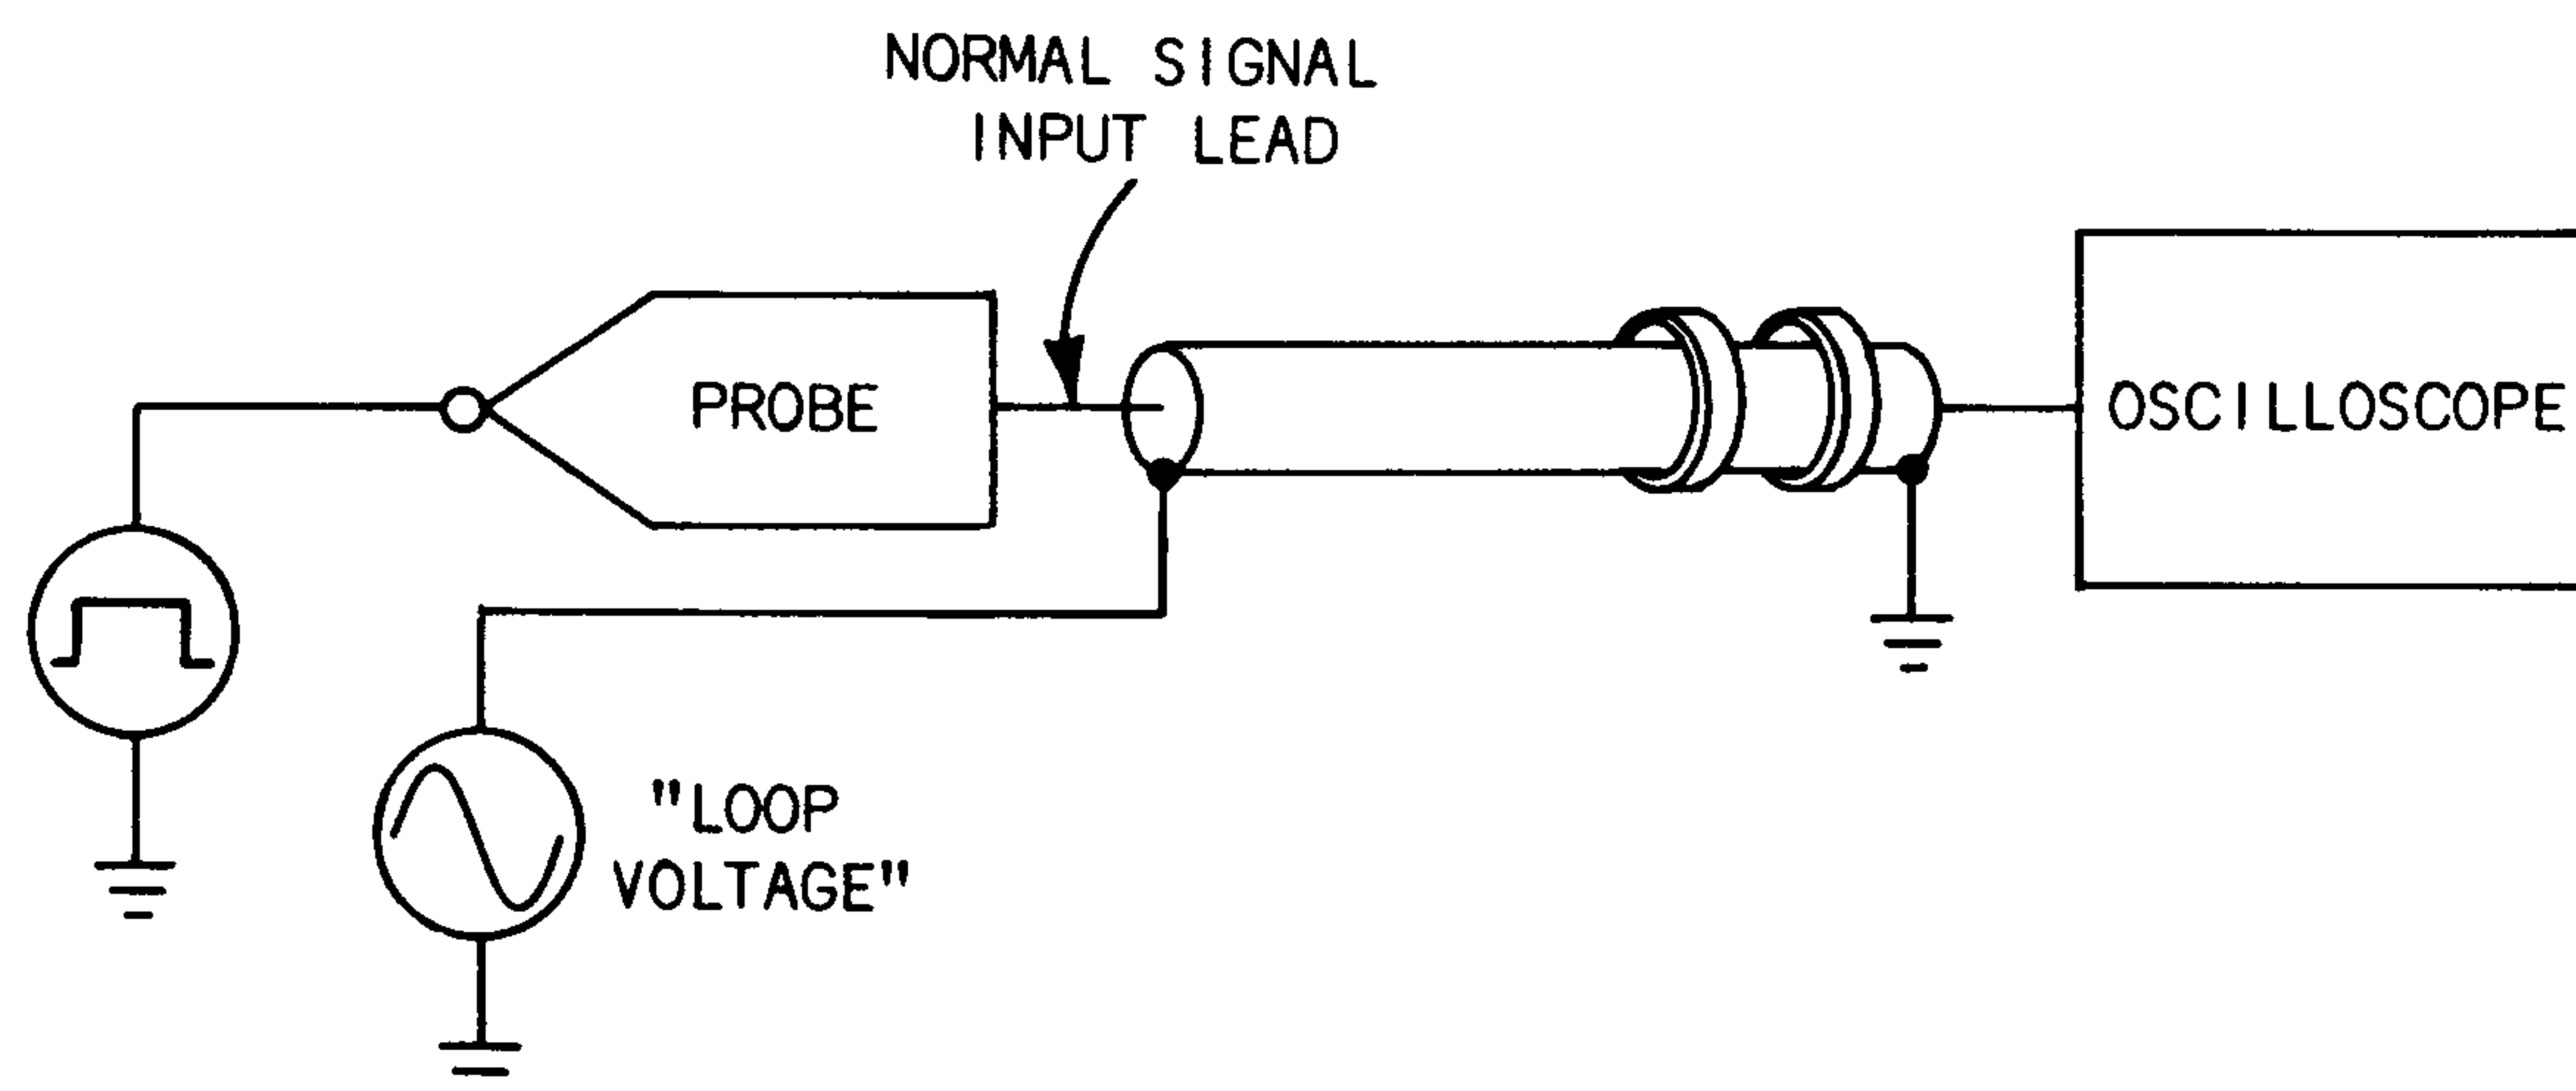 NORMAL SIGNAL
INPUT LEAD
PROBE
OSCILLOSCOPE
"LOOP
VOLTAGE"